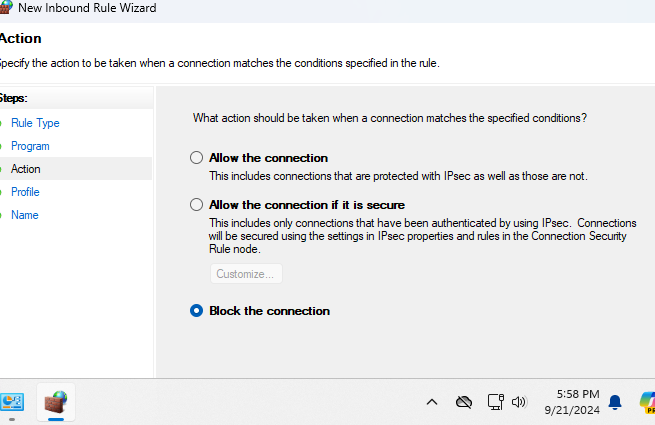 New Inbound Rule Wizard
Action
Specify the action to be taken when a connection matches the conditions specified in the rule.
Steps:
Rule Type
Program
Action
Profile
Name
What action should be taken when a connection matches the specified conditions?
Allow the connection
This includes connections that are protected with IPsec as well as those are not.
Allow the connection if it is secure
This includes only connections that have been authenticated by using IPsec. Connections
will be secured using the settings in IPsec properties and rules in the Connection Security
Rule node.
Customize...
Block the connection
5:58 PM
9/21/2024
PR